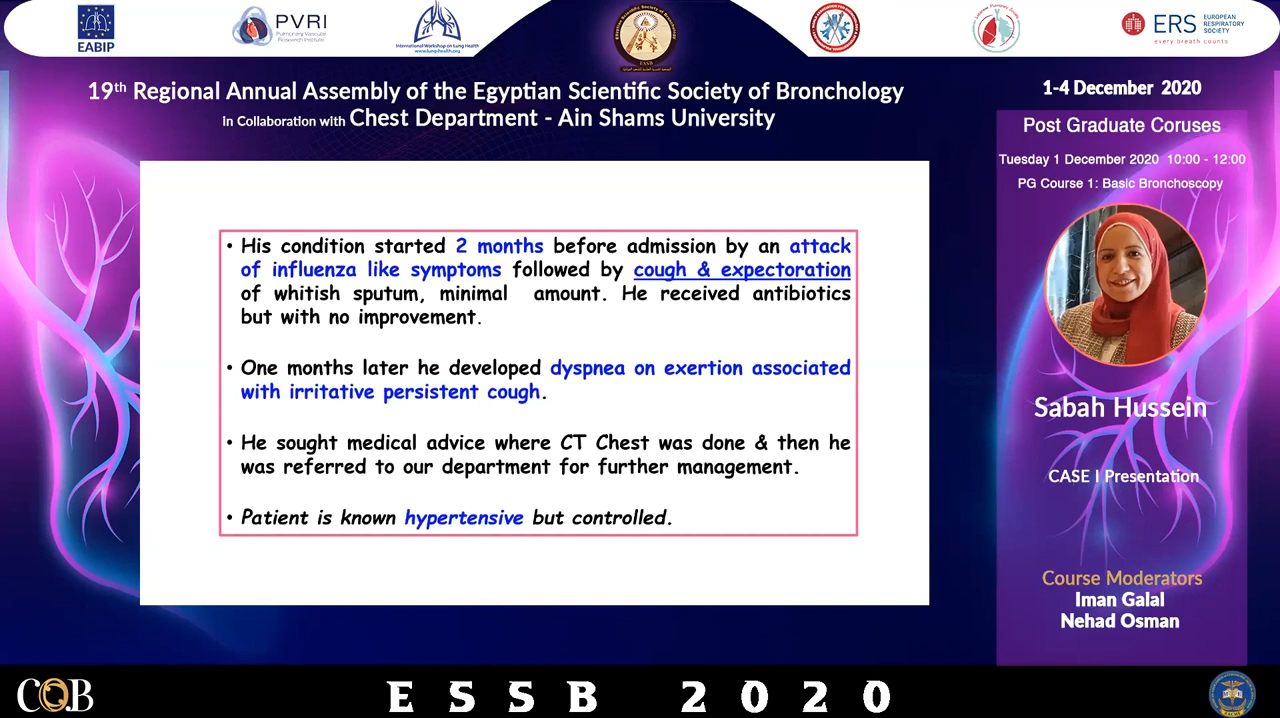 EABIP
PVRI
Pulmonary Vascular
Research Institute
International Workshop on Lung Health
www.lung-health.org
ESSB
ERS
EUROPEAN
RESPIRATORY
SOCIETY
every breath counts
19th Regional Annual Assembly of the Egyptian Scientific Society of Bronchology
in Collaboration with Chest Department - Ain Shams University
1-4 December 2020
Post Graduate Coruses
Tuesday 1 December 2020 10:00 - 12:00
PG Course 1: Basic Bronchoscopy
• His condition started 2 months before admission by an attack
of influenza like symptoms followed by cough & expectoration
of whitish sputum, minimal amount. He received antibiotics
but with no improvement.
• One months later he developed dyspnea on exertion associated
with irritative persistent cough.
• He sought medical advice where CT Chest was done & then he
was referred to our department for further management.
• Patient is known hypertensive but controlled.
Sabah Hussein
CASE I Presentation
Course Moderators
Iman Galal
Nehad Osman
COB
ESSB 2020